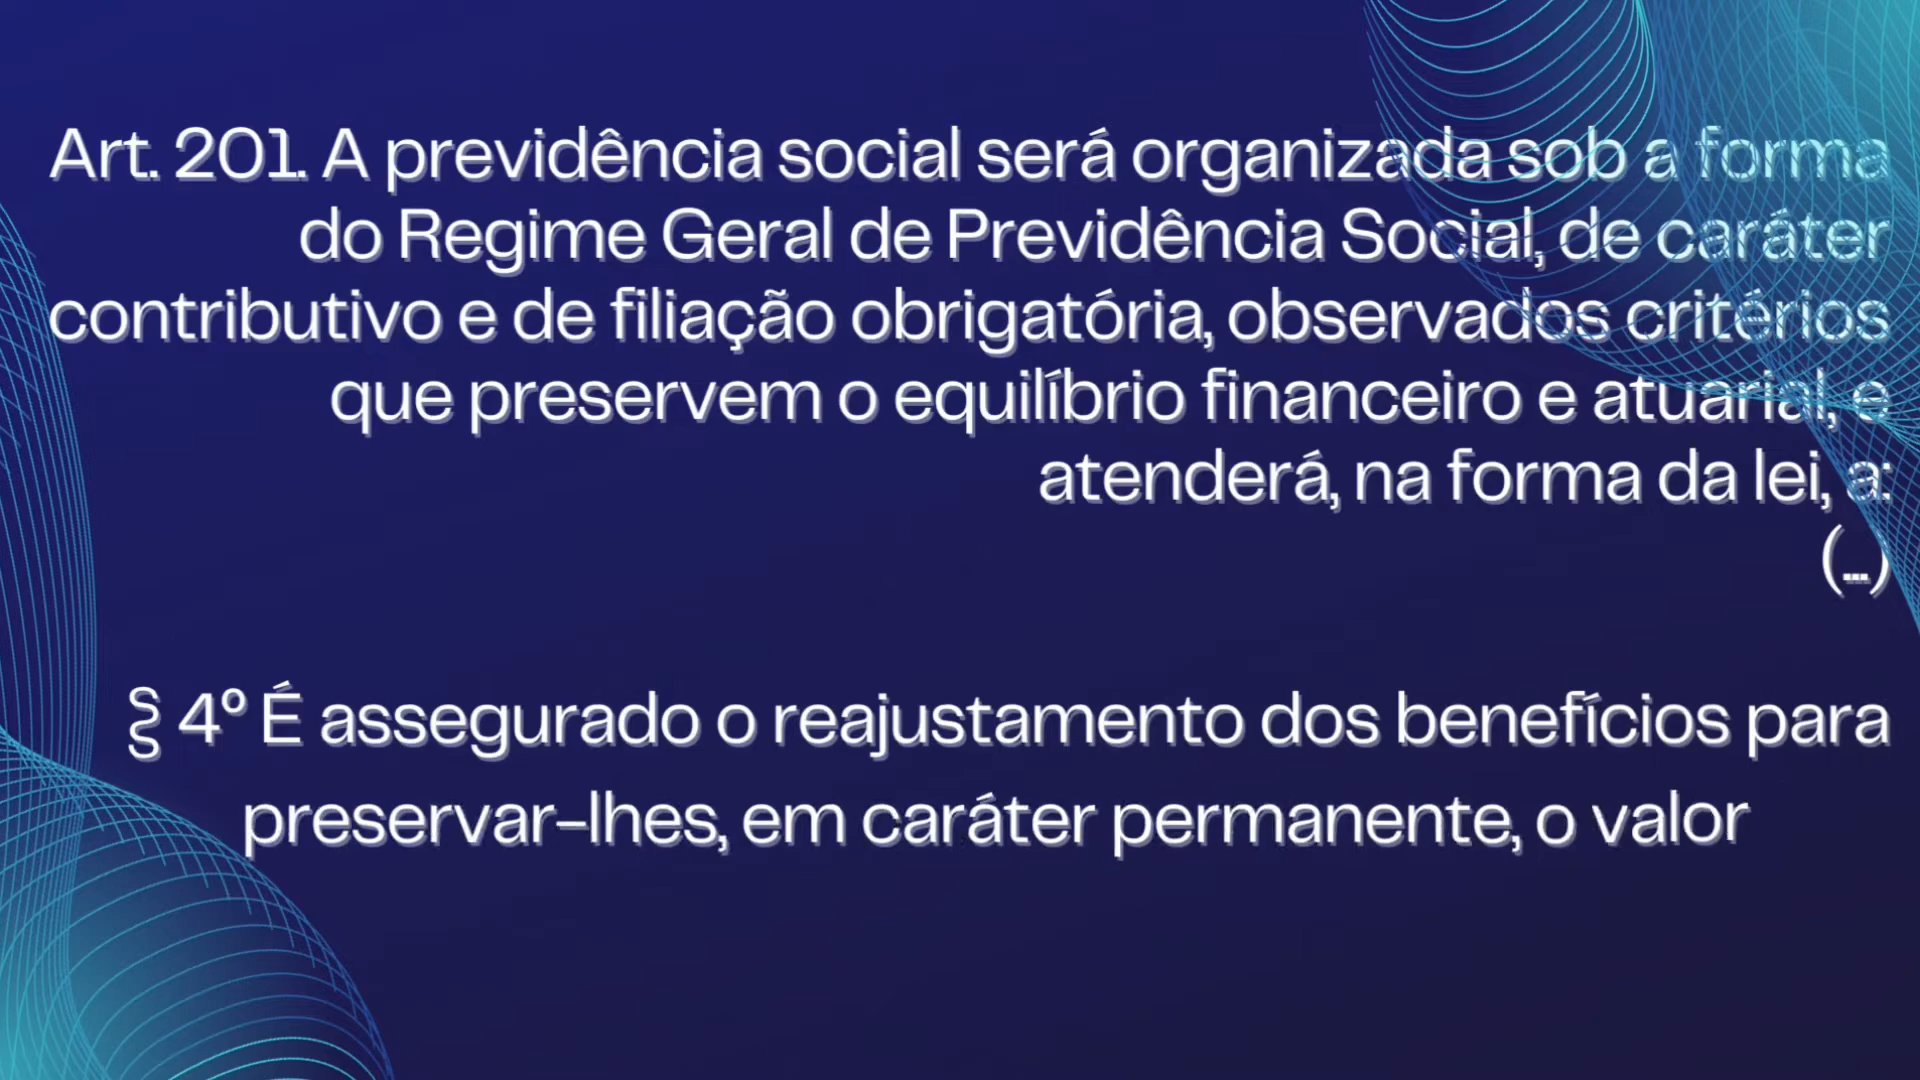 Art. 201. A previdência social será organizada sob a forma
do Regime Geral de Previdência Social, de caráter
contributivo e de filiação obrigatória, observados critérios
que preservem o equilíbrio financeiro e atuarial, e
atenderá, na forma da lei, a:
(...)
§ 4º É assegurado o reajustamento dos benefícios para
preservar-lhes, em caráter permanente, o valor